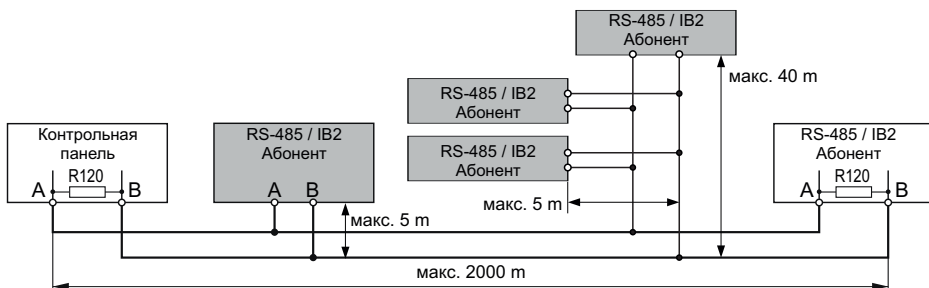 RS-485 / IB2
Абонент
макс. 40 m
RS-485 / IB2
Абонент
RS-485 / IB2
Абонент
макс. 5 m
Контрольная
панель
R120
A
B
RS-485 / IB2
Абонент
A
B
макс. 5 m
RS-485 / IB2
Абонент
R120
A
B
макс. 2000 m